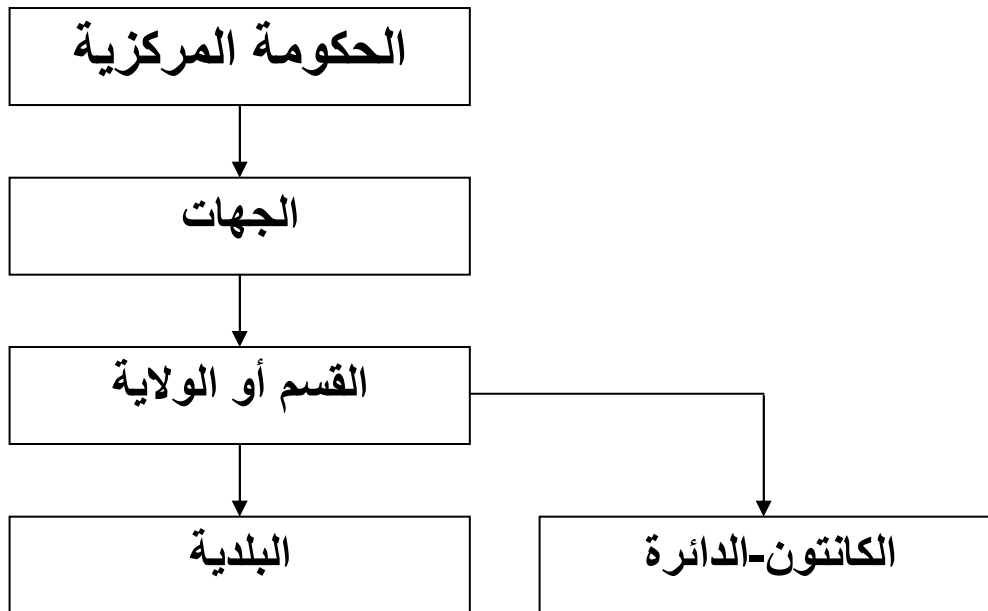 الحكومة المركزية
الجهات
القسم أو الولاية
البلدية
الكانتون-الدائرة